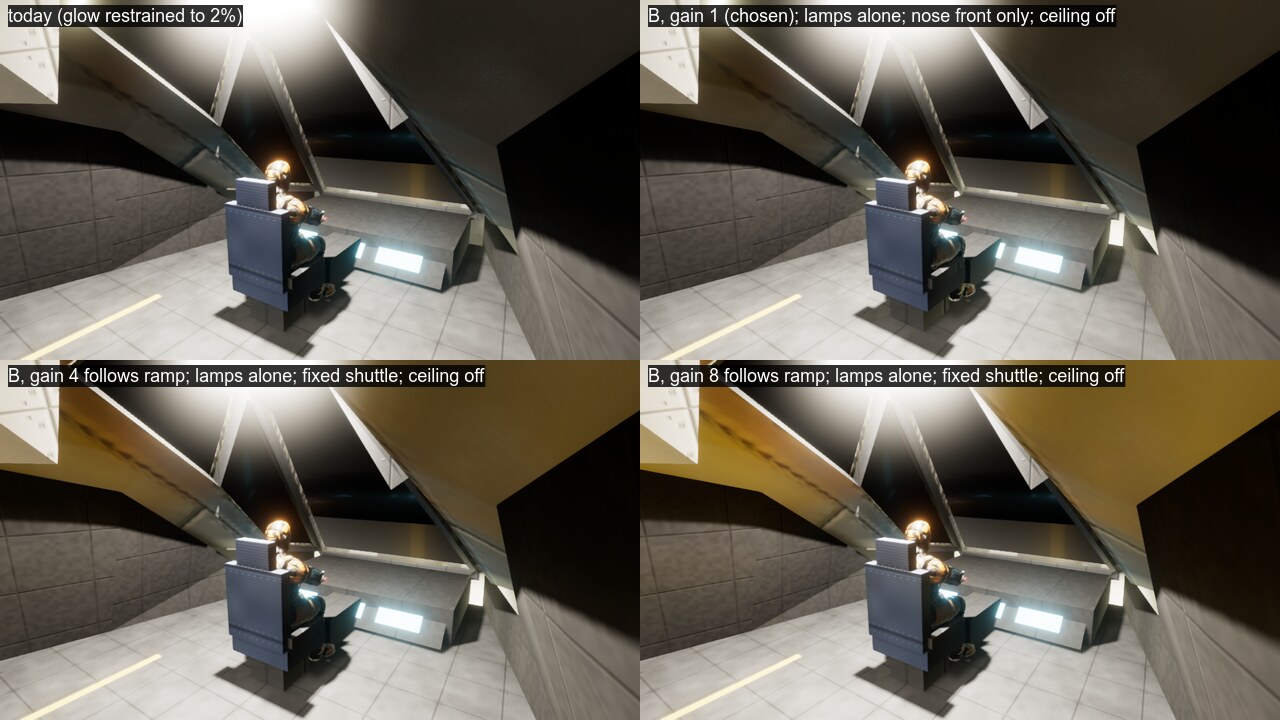 today (glow restrained to 2%)
B, gain 1 (chosen); lamps alone; nose front only; ceiling off
B, gain 4 follows ramp; lamps alone; fixed shuttle; ceiling off
B, gain 8 follows ramp; lamps alone; fixed shuttle; ceiling off